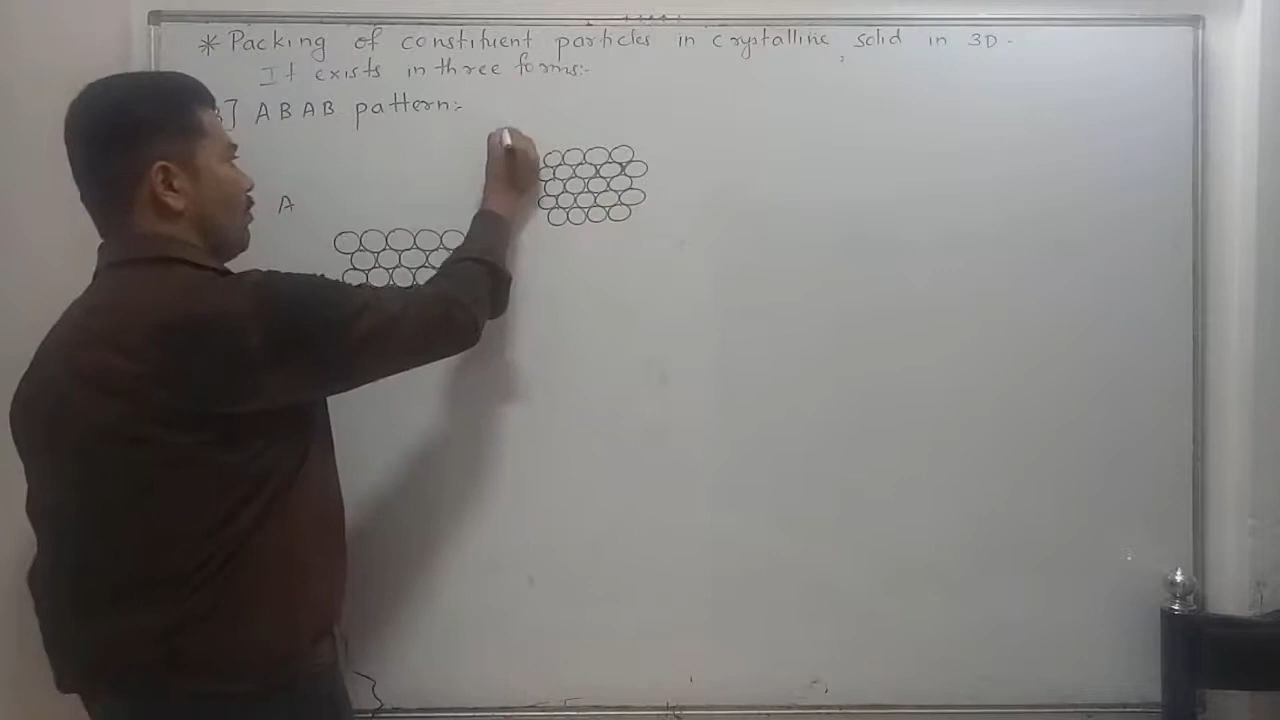 * Packing of constituent particles in crystalline solid in 3D.
It exists in three forms:-
B] ABAB pattern:-
A